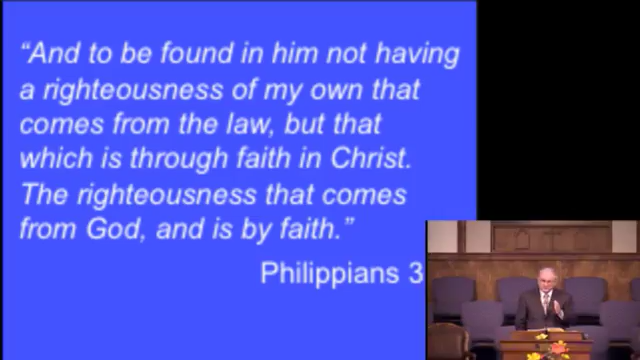 “And to be found in him not having
a righteousness of my own that
comes from the law, but that
which is through faith in Christ.
The righteousness that comes
from God, and is by faith.”
Philippians 3